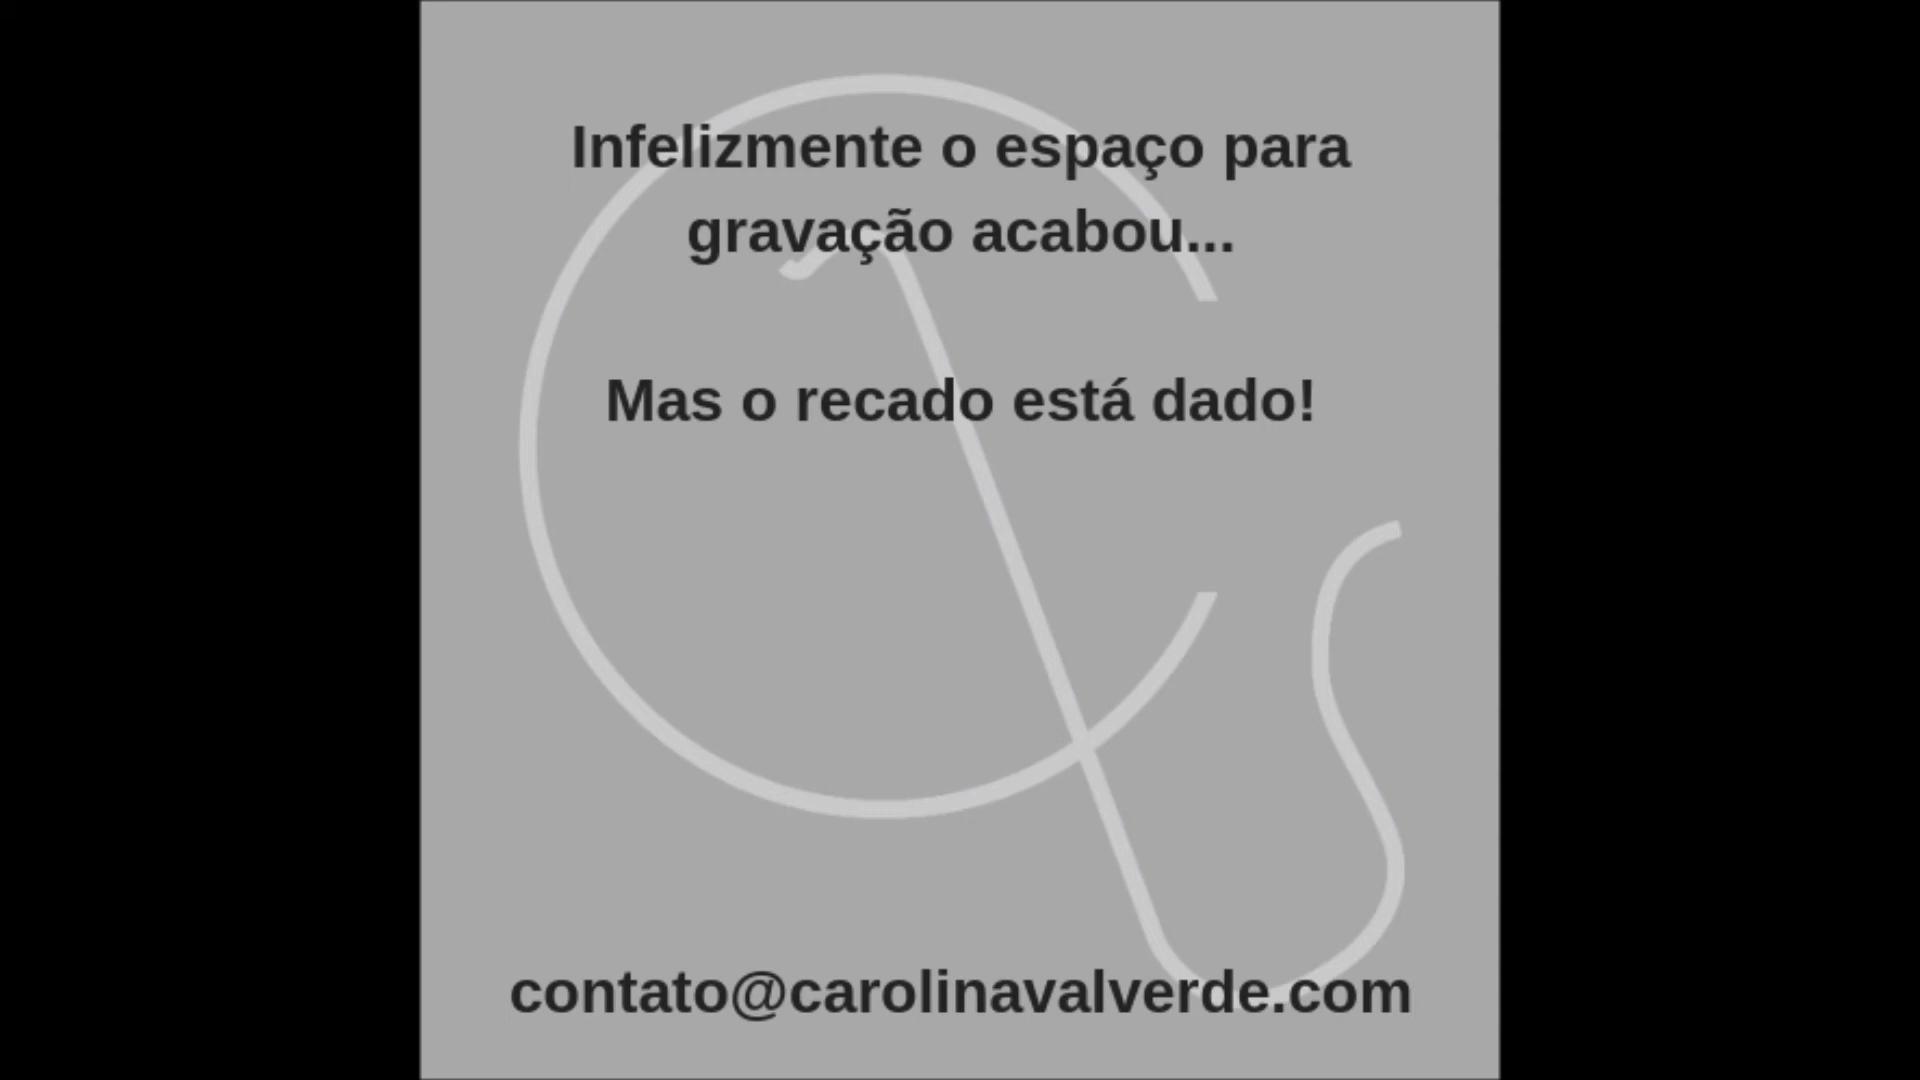 Infelizmente o espaço para
gravação acabou...
Mas o recado está dado!
contato@carolinavalverde.com